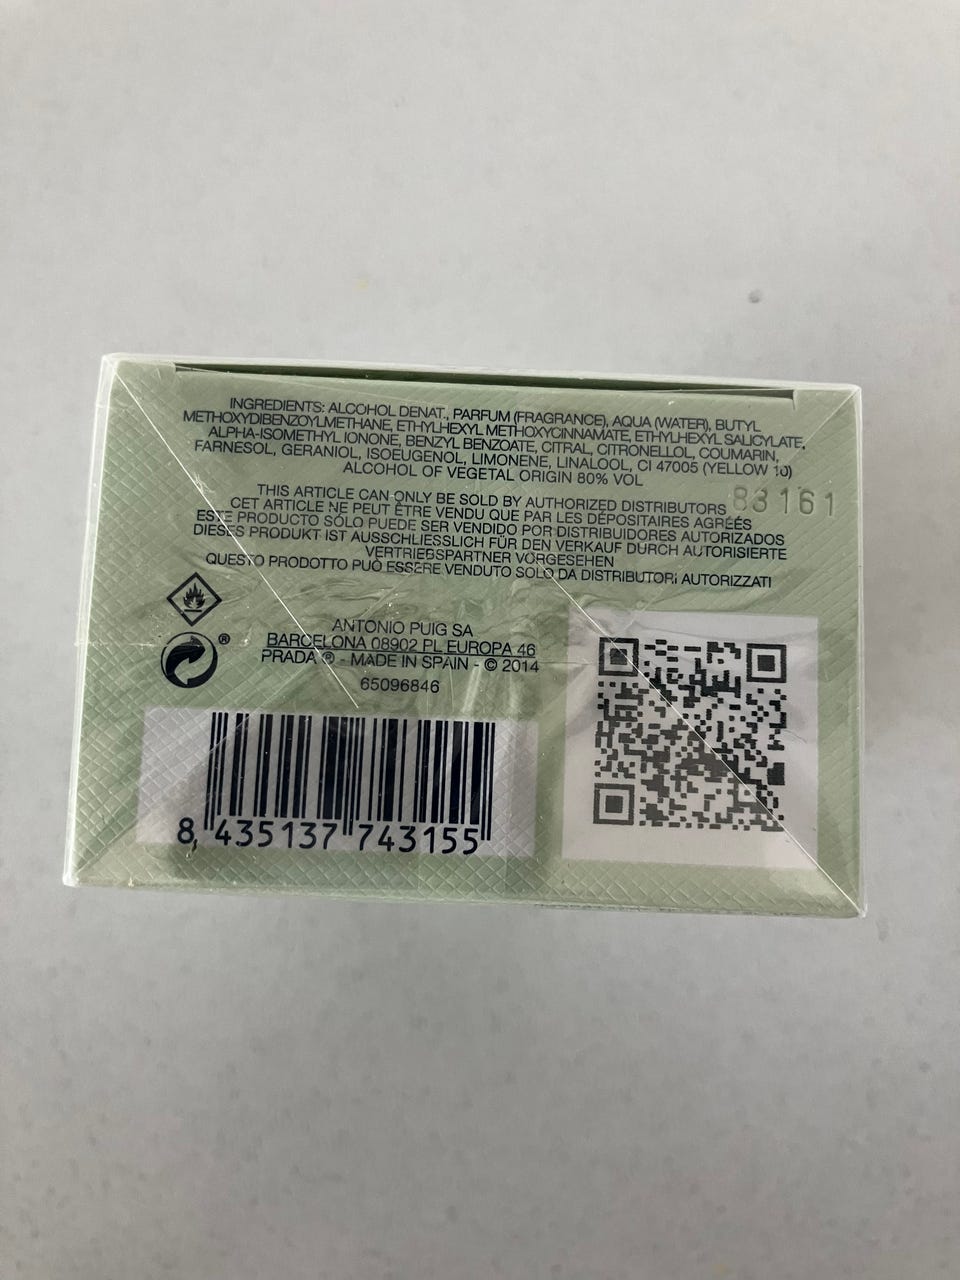 INGREDIENTS: ALCOHOL DENAT., PARFUM (FRAGRANCE), AQUA (WATER), BUTYL
METHOXYDIBENZOYLMETHANE, ETHYLHEXYL METHOXYCINNAMATE, ETHYLHEXYL SALICYLATE,
ALPHA-ISOMETHYL IONONE, BENZYL BENZOATE, CITRAL, CITRONELLOL, COUMARIN,
FARNESOL, GERANIOL, ISOEUGENOL, LIMONENE, LINALOOL, CI 47005 (YELLOW 10)
ALCOHOL OF VEGETAL ORIGIN 80% VOL
83161
THIS ARTICLE CAN ONLY BE SOLD BY AUTHORIZED DISTRIBUTORS
CET ARTICLE NE PEUT ÊTRE VENDU QUE PAR LES DÉPOSITAIRES AGRÉÉS
ESTE PRODUCTO SÓLO PUEDE SER VENDIDO POR DISTRIBUIDORES AUTORIZADOS
DIESES PRODUKT IST AUSSCHLIESSLICH FÜR DEN VERKAUF DURCH AUTORISIERTE
VERTRIEBSPARTNER VORGESEHEN
QUESTO PRODOTTO PUÒ ESSERE VENDUTO SOLO DA DISTRIBUTORI AUTORIZZATI
®
ANTONIO PUIG SA
BARCELONA 08902 PL EUROPA 46
PRADA ® - MADE IN SPAIN - © 2014
65096846
8 435137 743155